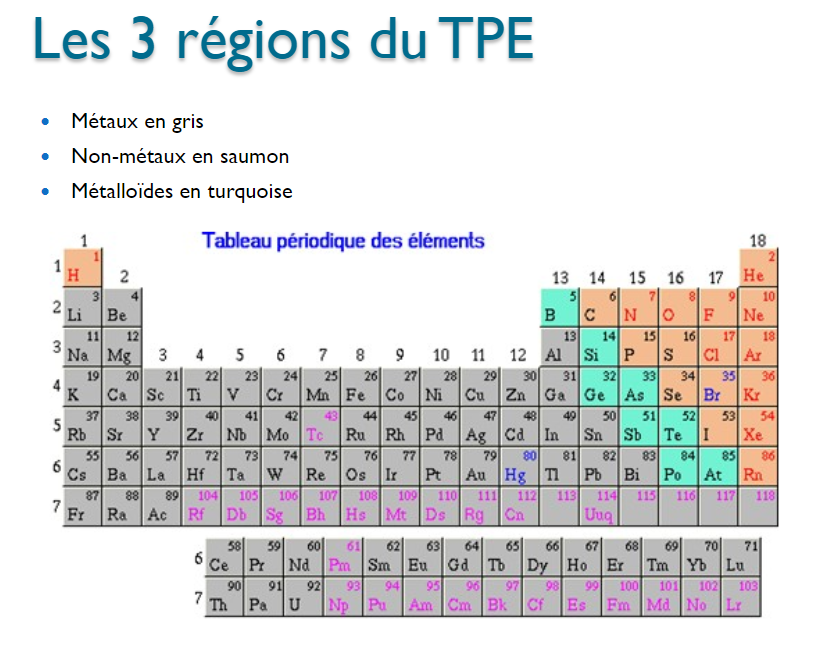 Les 3 régions du TPE
• Métaux en gris
• Non-métaux en saumon
• Métalloïdes en turquoise
Tableau périodique des éléments
1 18
1 1 H 2 He
2 13 14 15 16 17
2 3 Li 4 Be 5 B 6 C 7 N 8 O 9 F 10 Ne
3 11 Na 12 Mg 3 4 5 6 7 8 9 10 11 12 13 Al 14 Si 15 P 16 S 17 Cl 18 Ar
4 19 K 20 Ca 21 Sc 22 Ti 23 V 24 Cr 25 Mn 26 Fe 27 Co 28 Ni 29 Cu 30 Zn 31 Ga 32 Ge 33 As 34 Se 35 Br 36 Kr
5 37 Rb 38 Sr 39 Y 40 Zr 41 Nb 42 Mo 43 Tc 44 Ru 45 Rh 46 Pd 47 Ag 48 Cd 49 In 50 Sn 51 Sb 52 Te 53 I 54 Xe
6 55 Cs 56 Ba 57 La 72 Hf 73 Ta 74 W 75 Re 76 Os 77 Ir 78 Pt 79 Au 80 Hg 81 Tl 82 Pb 83 Bi 84 Po 85 At 86 Rn
7 87 Fr 88 Ra 89 Ac 104 Rf 105 Db 106 Sg 107 Bh 108 Hs 109 Mt 110 Ds 111 Rg 112 Cn 113 114 Uuq 115 116 117 118
6 58 Ce 59 Pr 60 Nd 61 Pm 62 Sm 63 Eu 64 Gd 65 Tb 66 Dy 67 Ho 68 Er 69 Tm 70 Yb 71 Lu
7 90 Th 91 Pa 92 U 93 Np 94 Pu 95 Am 96 Cm 97 Bk 98 Cf 99 Es 100 Fm 101 Md 102 No 103 Lr